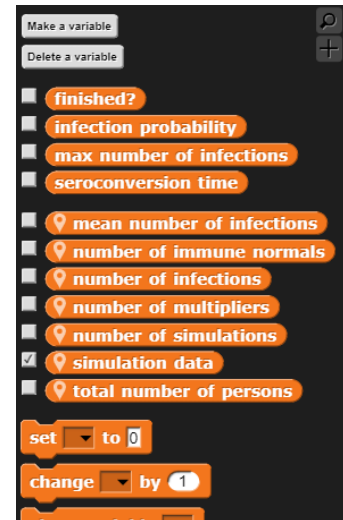 Make a variable
Delete a variable
finished?
infection probability
max number of infections
seroconversion time
mean number of infections
number of immune normals
number of infections
number of multipliers
number of simulations
simulation data
total number of persons
set to 0
change by 1